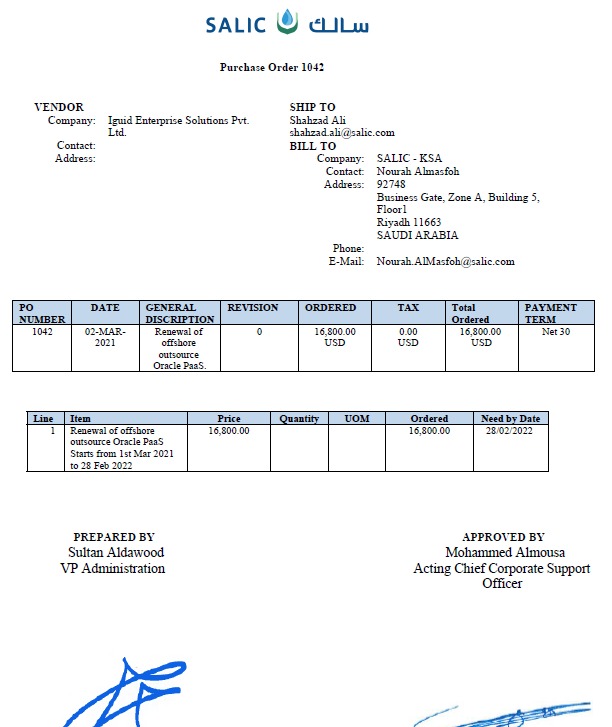 SALIC سالك
Purchase Order 1042
VENDOR
Company: Iguid Enterprise Solutions Pvt.
Ltd.
Contact:
Address:
SHIP TO
Shahzad Ali
shahzad.ali@salic.com
BILL TO
Company: SALIC - KSA
Contact: Nourah Almasfoh
Address: 92748
Business Gate, Zone A, Building 5,
Floor1
Riyadh 11663
SAUDI ARABIA
Phone:
E-Mail: Nourah.AlMasfoh@salic.com
PO NUMBER DATE GENERAL DISCRIPTION REVISION ORDERED TAX Total Ordered PAYMENT TERM
1042 02-MAR-2021 Renewal of offshore outsource Oracle PaaS. 0 16,800.00 USD 0.00 USD 16,800.00 USD Net 30
Line Item Price Quantity UOM Ordered Need by Date
1 Renewal of offshore 16,800.00 16,800.00 28/02/2022
outsource Oracle PaaS
Starts from 1st Mar 2021
to 28 Feb 2022
PREPARED BY
Sultan Aldawood
VP Administration
APPROVED BY
Mohammed Almousa
Acting Chief Corporate Support
Officer